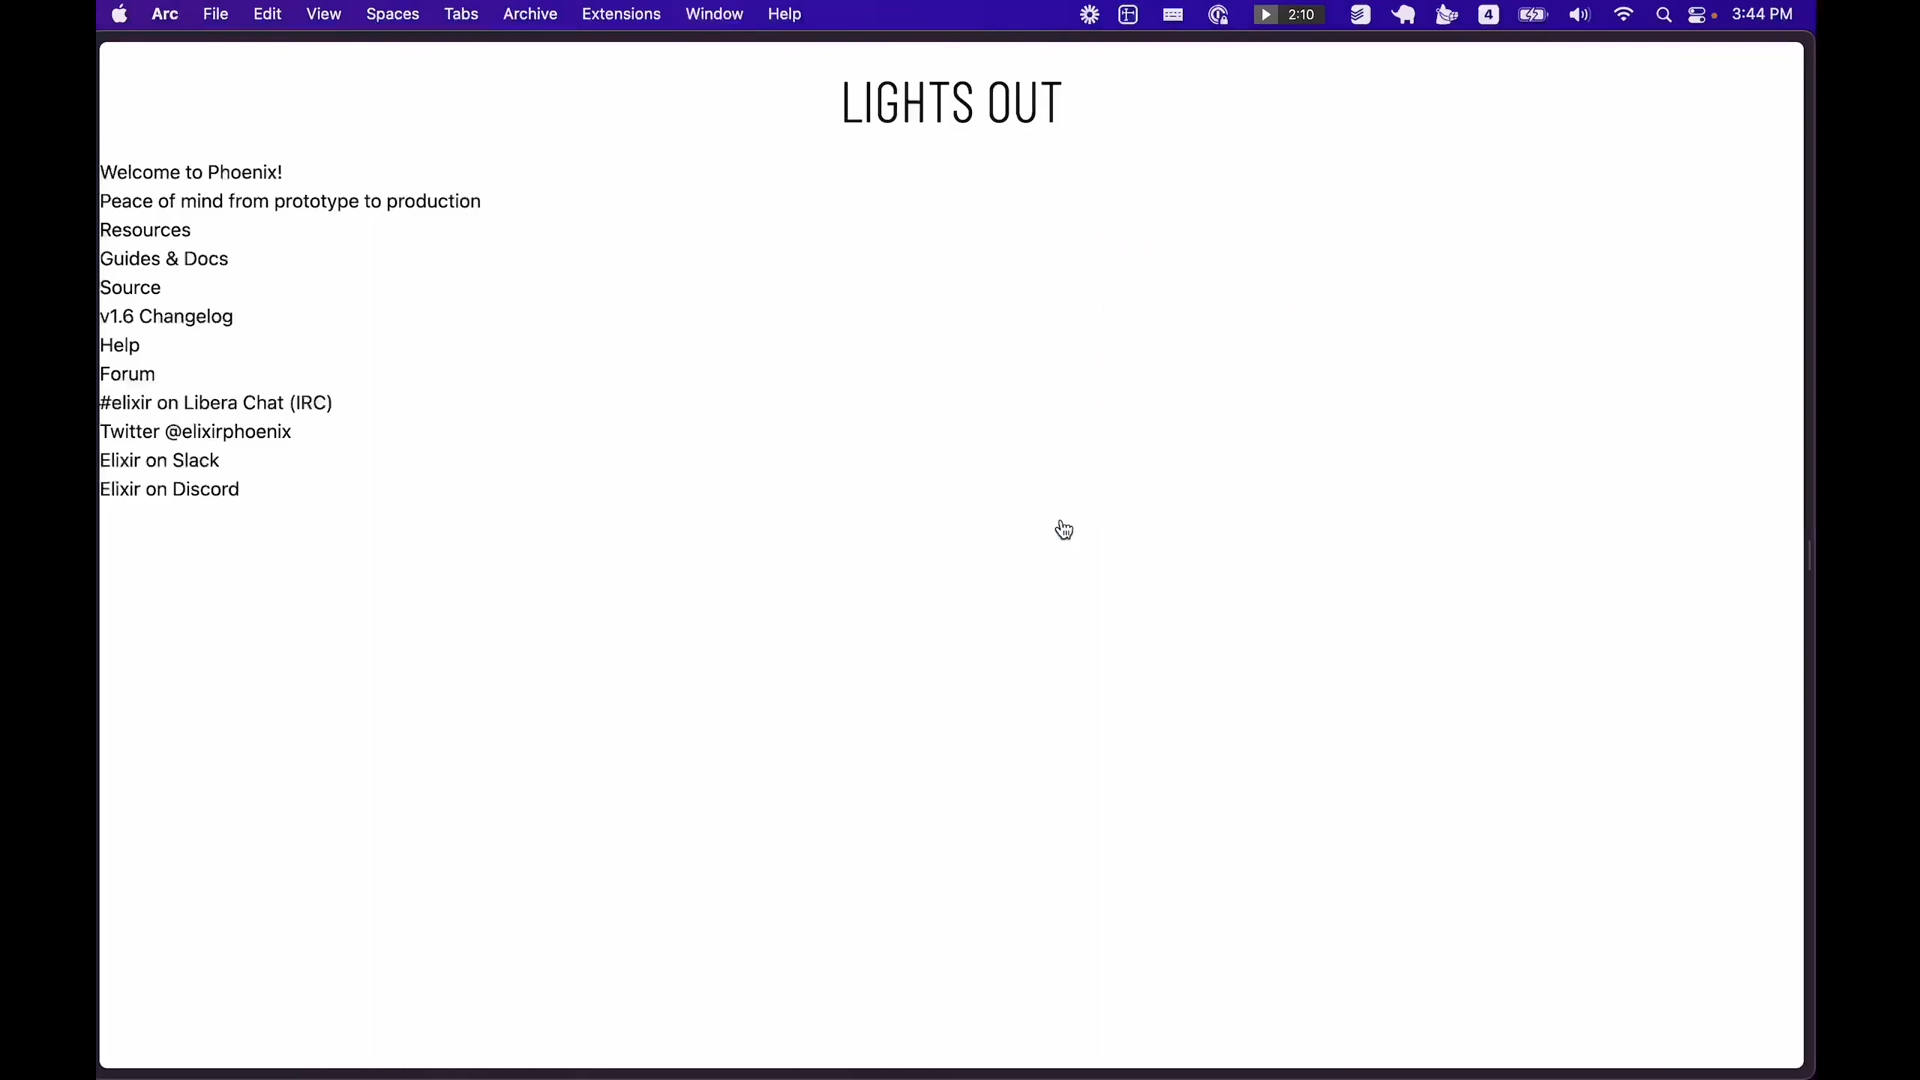 Arc File Edit View Spaces Tabs Archive Extensions Window Help 2:10 4 3:44 PM
LIGHTS OUT
Welcome to Phoenix!
Peace of mind from prototype to production
Resources
Guides & Docs
Source
v1.6 Changelog
Help
Forum
#elixir on Libera Chat (IRC)
Twitter @elixirphoenix
Elixir on Slack
Elixir on Discord